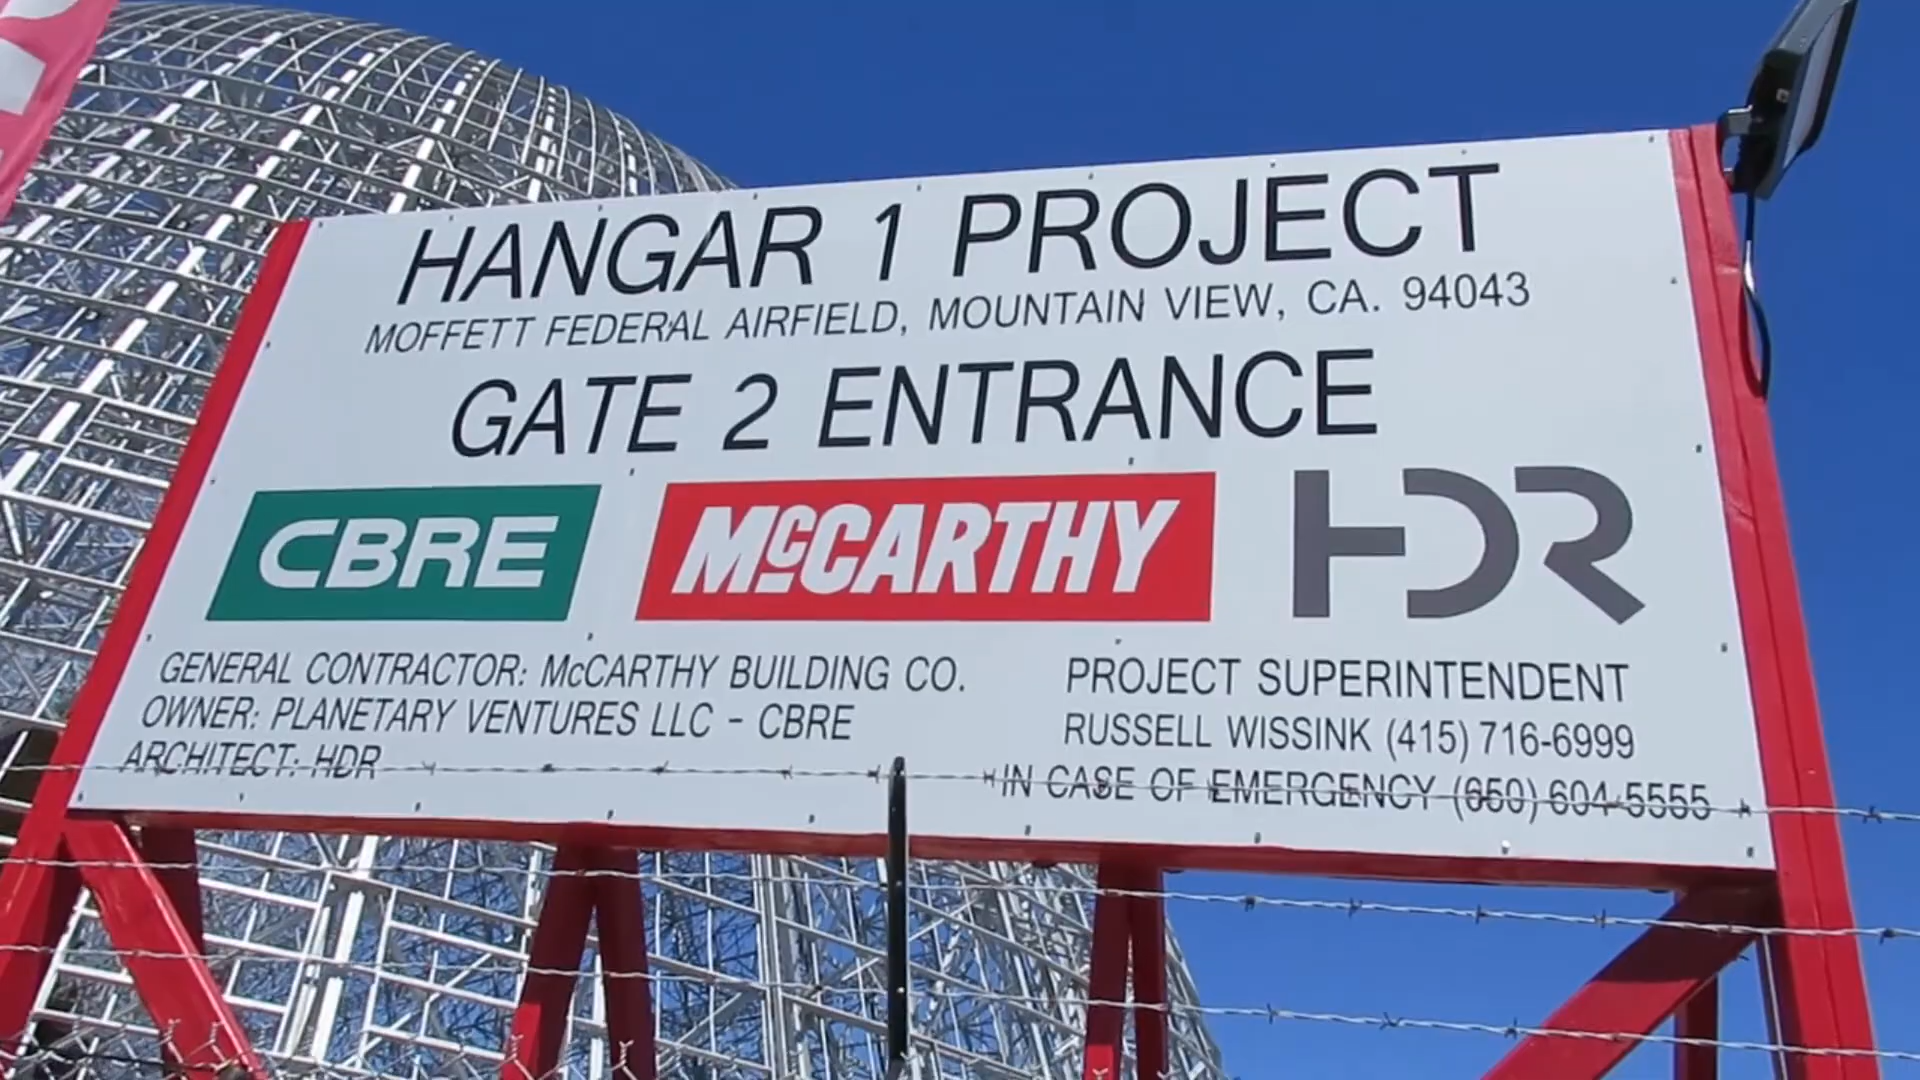 HANGAR 1 PROJECT
MOFFETT FEDERAL AIRFIELD, MOUNTAIN VIEW, CA. 94043
GATE 2 ENTRANCE
CBRE McCARTHY HDR
GENERAL CONTRACTOR: McCARTHY BUILDING CO.
OWNER: PLANETARY VENTURES LLC - CBRE
ARCHITECT: HDR
PROJECT SUPERINTENDENT
RUSSELL WISSINK (415) 716-6999
IN CASE OF EMERGENCY (650) 604-5555